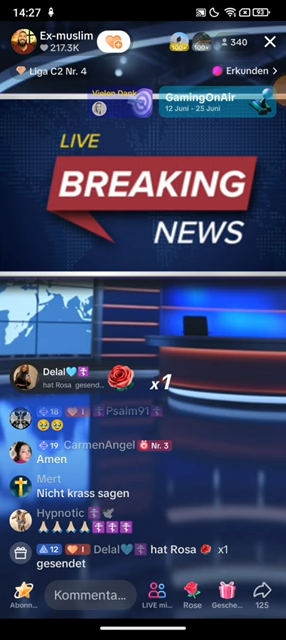 14:27
93
Ex-muslim
217.3K
100+
100+
340
Liga C2 Nr. 4
Erkunden
Vielen Dank
GamingOnAir
12 Juni - 25 Juni
LIVE
BREAKING
NEWS
Delal
hat Rosa gesend..
x1
18
I
Psalm91
19
CarmenAngel
Nr. 3
Amen
Mert
Nicht krass sagen
Hypnotic
12
I
Delal
hat Rosa
x1
gesendet
Abonn...
Kommenta...
LIVE mi...
Rose
Gesche...
125